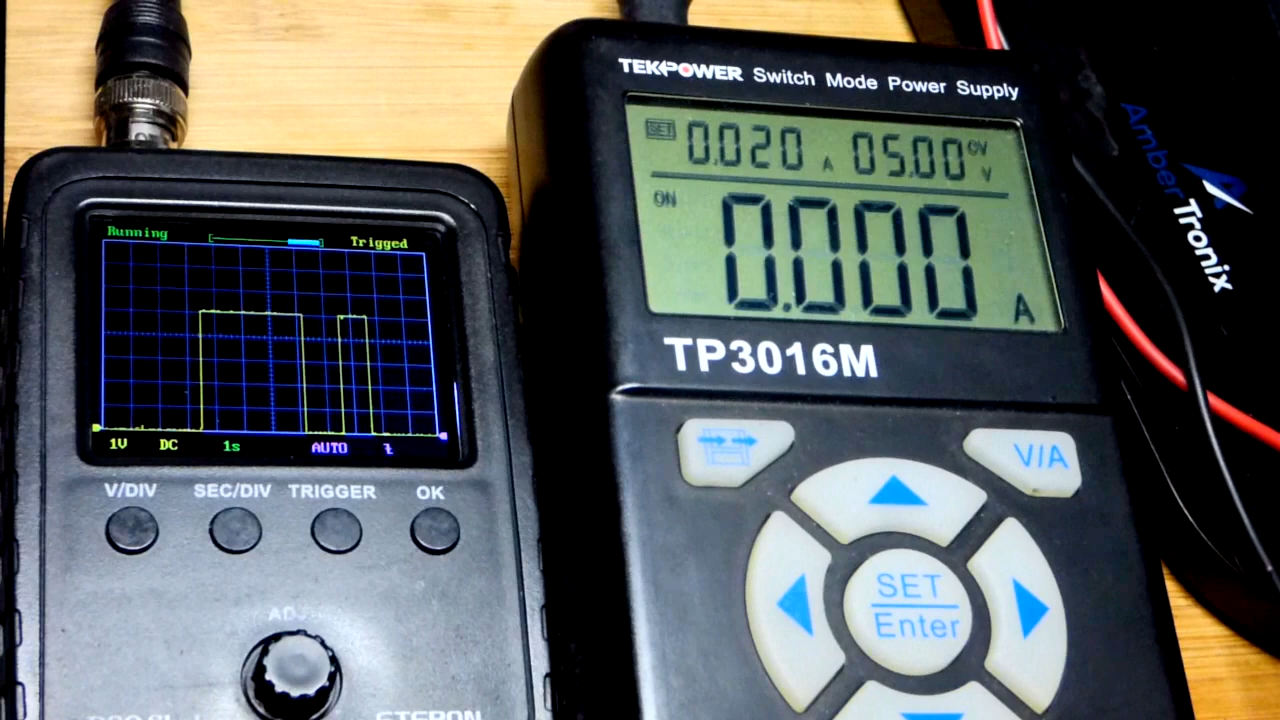 Running
Trigged
1V DC 1s AUTO
V/DIV SEC/DIV TRIGGER OK
TEKPOWER Switch Mode Power Supply
SET 0.020 A 05.00 CV V
ON 0.000 A
TP3016M
V/A
SET
Enter
AmberTronix